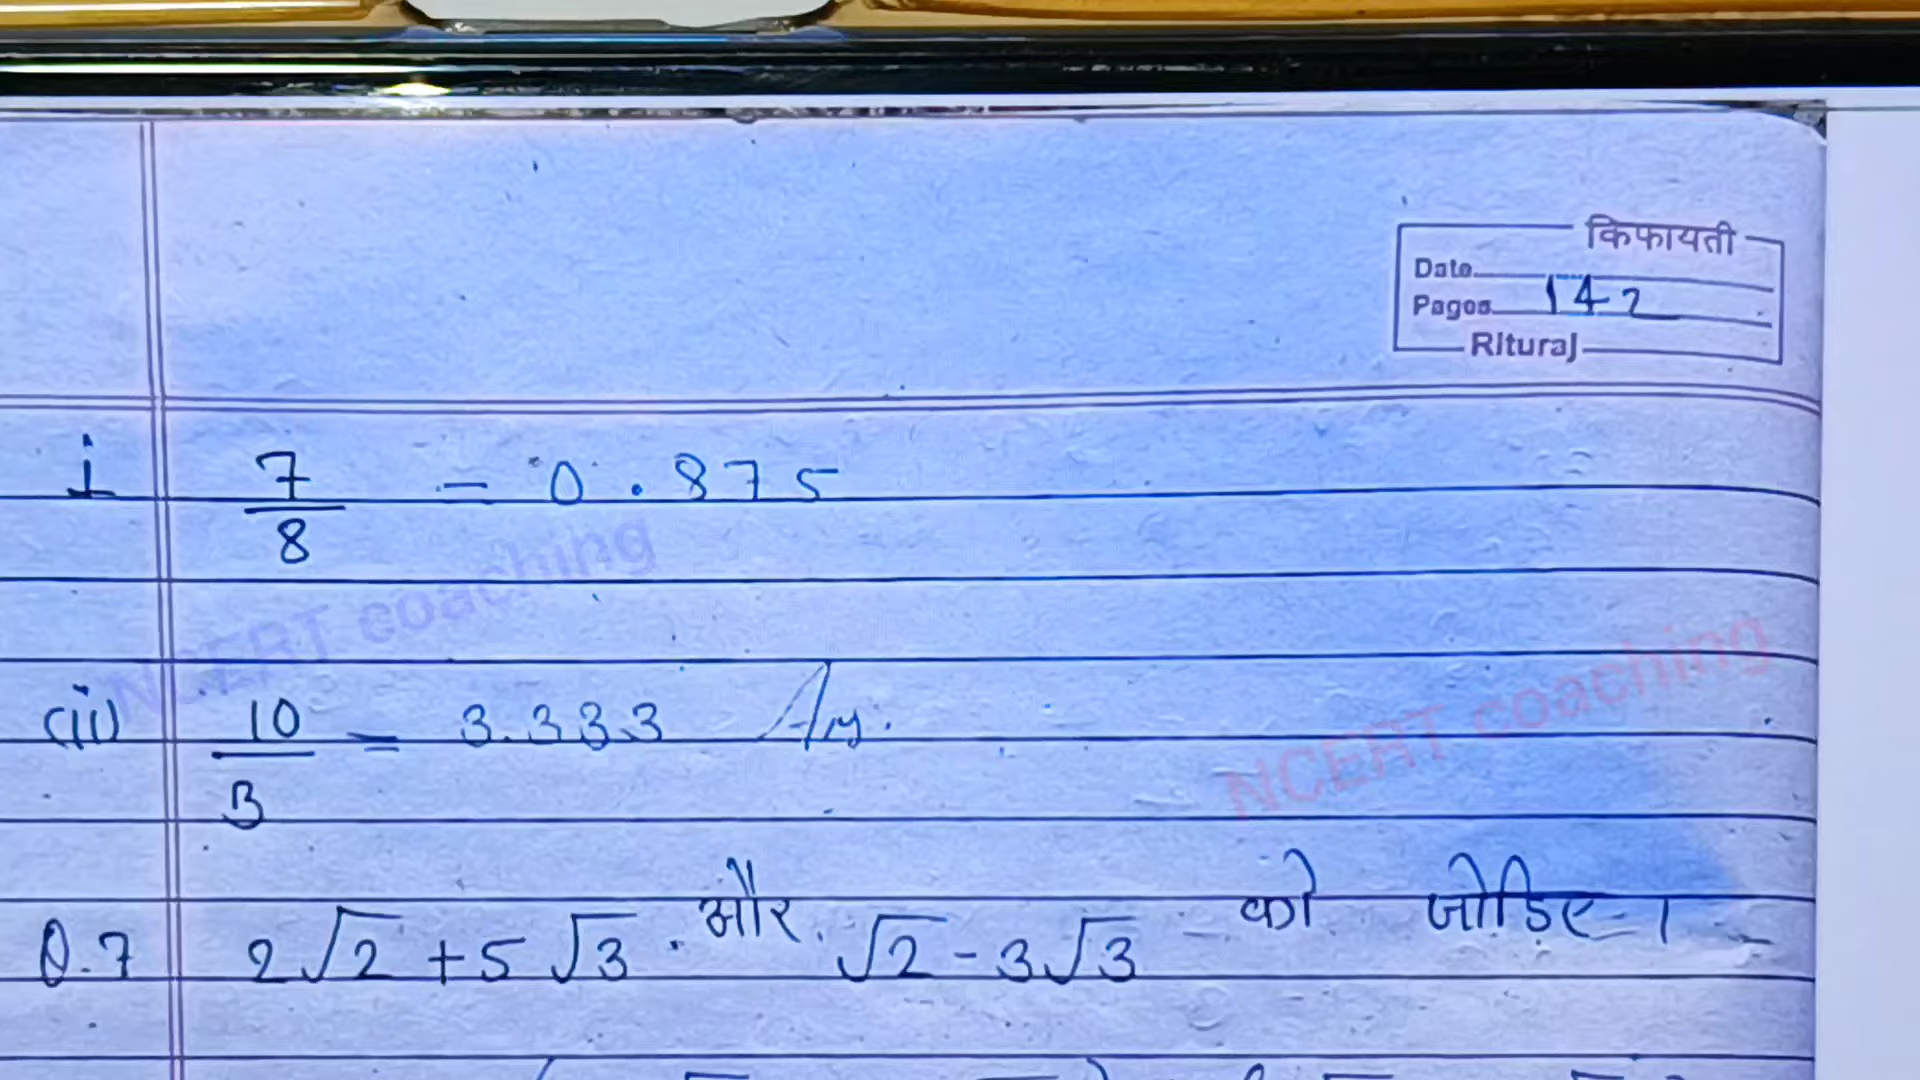 किफायती
Date
Pages 142
Rituraj
i 7/8 = 0.875
NCERT coaching
(ii) 10/3 = 3.333 Ans.
NCERT coaching
Q.7 2√2 + 5√3 . और √2 - 3√3 को जोडिए ।